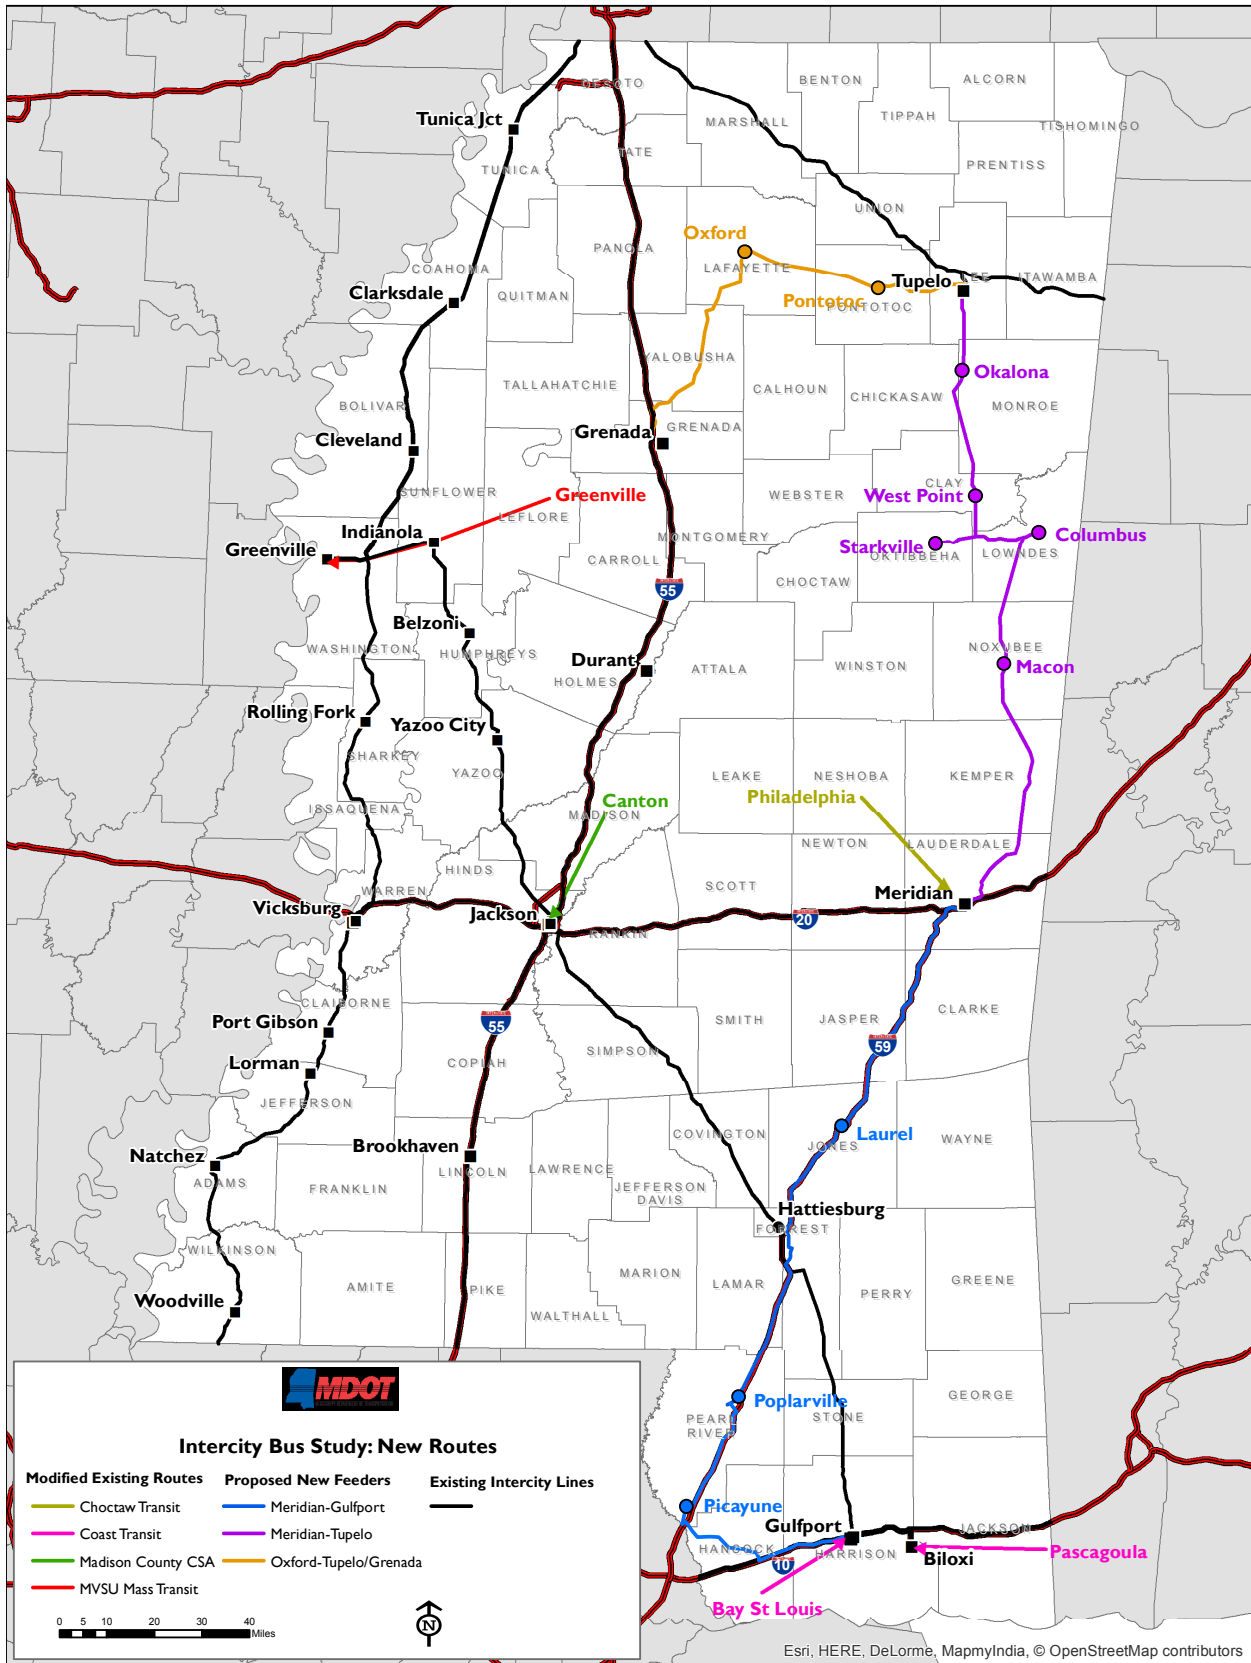 DESOTO
BENTON
ALCORN
TIPPAH
MARSHALL
TISHOMINGO
Tunica Jct
TATE
PRENTISS
TUNICA
UNION
Oxford
PANOLA
LAFAYETTE
COAHOMA
Tupelo
LEE
ITAWAMBA
Clarksdale
QUITMAN
Pontotoc
PONTOTOC
YALOBUSHA
Okalona
TALLAHATCHIE
CALHOUN
CHICKASAW
MONROE
BOLIVAR
Grenada
GRENADA
Cleveland
CLAY
SUNFLOWER
Greenville
WEBSTER
West Point
LEFLORE
Indianola
MONTGOMERY
Columbus
Greenville
Starkville
OKTIBBEHA
LOWNDES
CARROLL
CHOCTAW
55
Belzoni
WASHINGTON
HUMPHREYS
NOXUBEE
Durant
ATTALA
WINSTON
Macon
HOLMES
Rolling Fork
Yazoo City
SHARKEY
YAZOO
LEAKE
NESHOBA
KEMPER
Canton
Philadelphia
ISSAQUENA
MADISON
NEWTON
LAUDERDALE
HINDS
SCOTT
WARREN
Meridian
Vicksburg
Jackson
20
RANKIN
CLAIBORNE
CLARKE
Port Gibson
55
SMITH
JASPER
59
SIMPSON
Lorman
COPIAH
JEFFERSON
COVINGTON
Laurel
WAYNE
Brookhaven
JONES
Natchez
LINCOLN
LAWRENCE
ADAMS
FRANKLIN
JEFFERSON
DAVIS
Hattiesburg
FORREST
WILKINSON
MARION
LAMAR
GREENE
AMITE
PIKE
PERRY
Woodville
WALTHALL
GEORGE
Poplarville
PEARL
RIVER
STONE
Picayune
Gulfport
JACKSON
HANCOCK
HARRISON
Biloxi
Pascagoula
10
Bay St Louis
MDOT
Intercity Bus Study: New Routes
Modified Existing Routes
Proposed New Feeders
Existing Intercity Lines
Choctaw Transit
Meridian-Gulfport
Coast Transit
Meridian-Tupelo
Madison County CSA
Oxford-Tupelo/Grenada
MVSU Mass Transit
0 5 10 20 30 40
Miles
N
Esri, HERE, DeLorme, MapmyIndia, © OpenStreetMap contributors